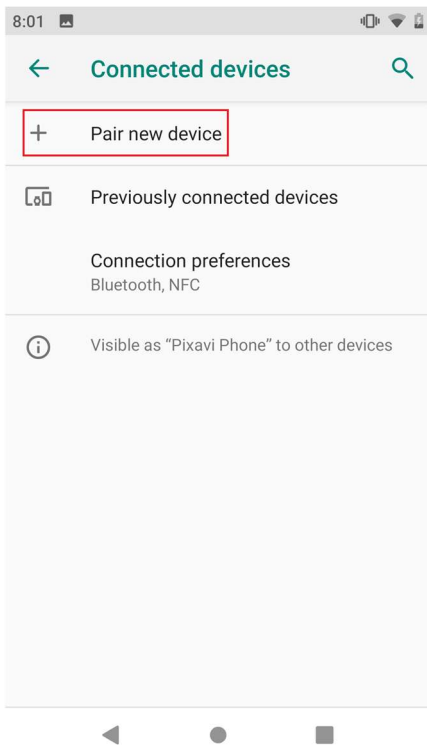 8:01
Connected devices
Pair new device
Previously connected devices
Connection preferences
Bluetooth, NFC
Visible as “Pixavi Phone” to other devices